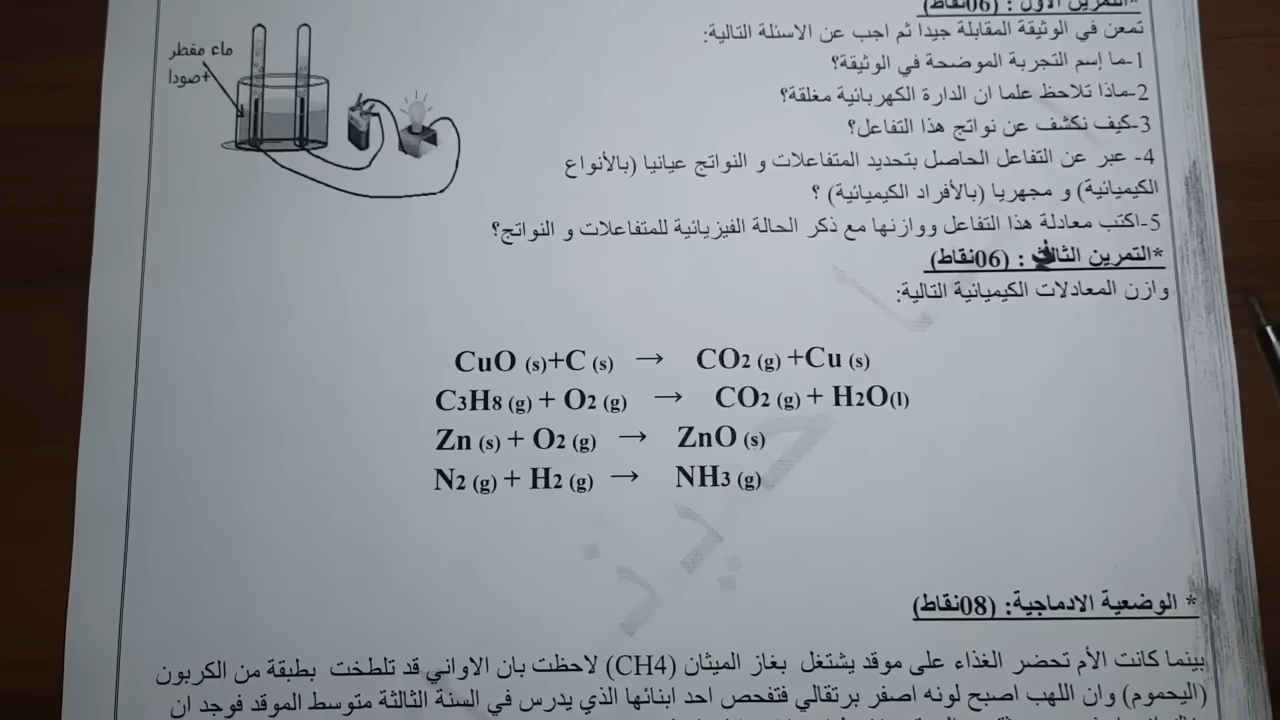 *التمرين الأول : (06نقاط)
تمعن في الوثيقة المقابلة جيدا ثم اجب عن الاسئلة التالية:
1-ما إسم التجربة الموضحة في الوثيقة؟
2-ماذا تلاحظ علما ان الدارة الكهربائية مغلقة؟
3-كيف نكشف عن نواتج هذا التفاعل؟
4- عبر عن التفاعل الحاصل بتحديد المتفاعلات و النواتج عيانيا (بالأنواع
الكيميائية) و مجهريا (بالأفراد الكيميائية) ؟
5-اكتب معادلة هذا التفاعل ووازنها مع ذكر الحالة الفيزيائية للمتفاعلات و النواتج؟
ماء مقطر
+صودا
*التمرين : (06نقاط)
وازن المعادلات الكيميائية التالية:
CuO (s)+C (s) → CO2 (g) +Cu (s)
C3H8 (g) + O2 (g) → CO2 (g) + H2O(l)
Zn (s) + O2 (g) → ZnO (s)
N2 (g) + H2 (g) → NH3 (g)
* الوضعية الادماجية: (08نقاط)
بينما كانت الأم تحضر الغذاء على موقد يشتغل بغاز الميثان (CH4) لاحظت بان الاواني قد تلطخت بطبقة من الكربون
(اليحموم) وان اللهب اصبح لونه اصفر برتقالي فتفحص احد ابنائها الذي يدرس في السنة الثالثة متوسط الموقد فوجد ان